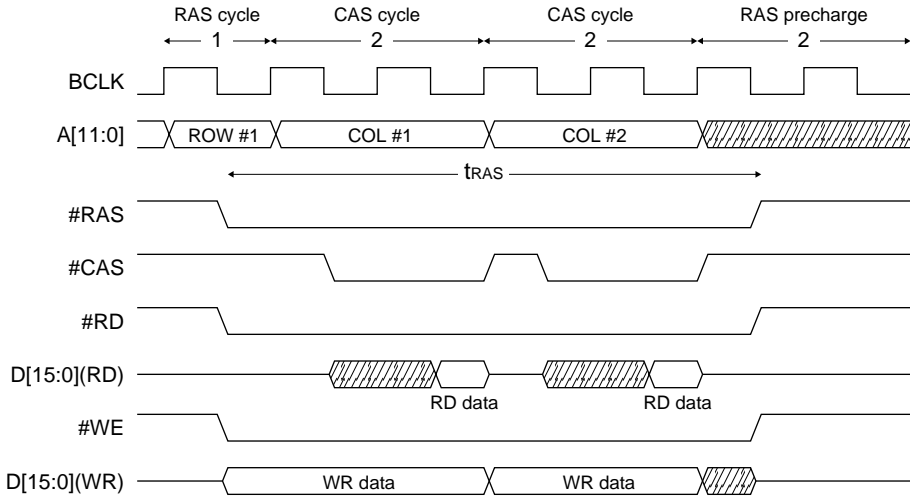 RAS cycle CAS cycle CAS cycle RAS precharge
1 2 2 2
BCLK
A[11:0] ROW #1 COL #1 COL #2
tRAS
#RAS
#CAS
#RD
D[15:0](RD)
RD data RD data
#WE
D[15:0](WR) WR data WR data